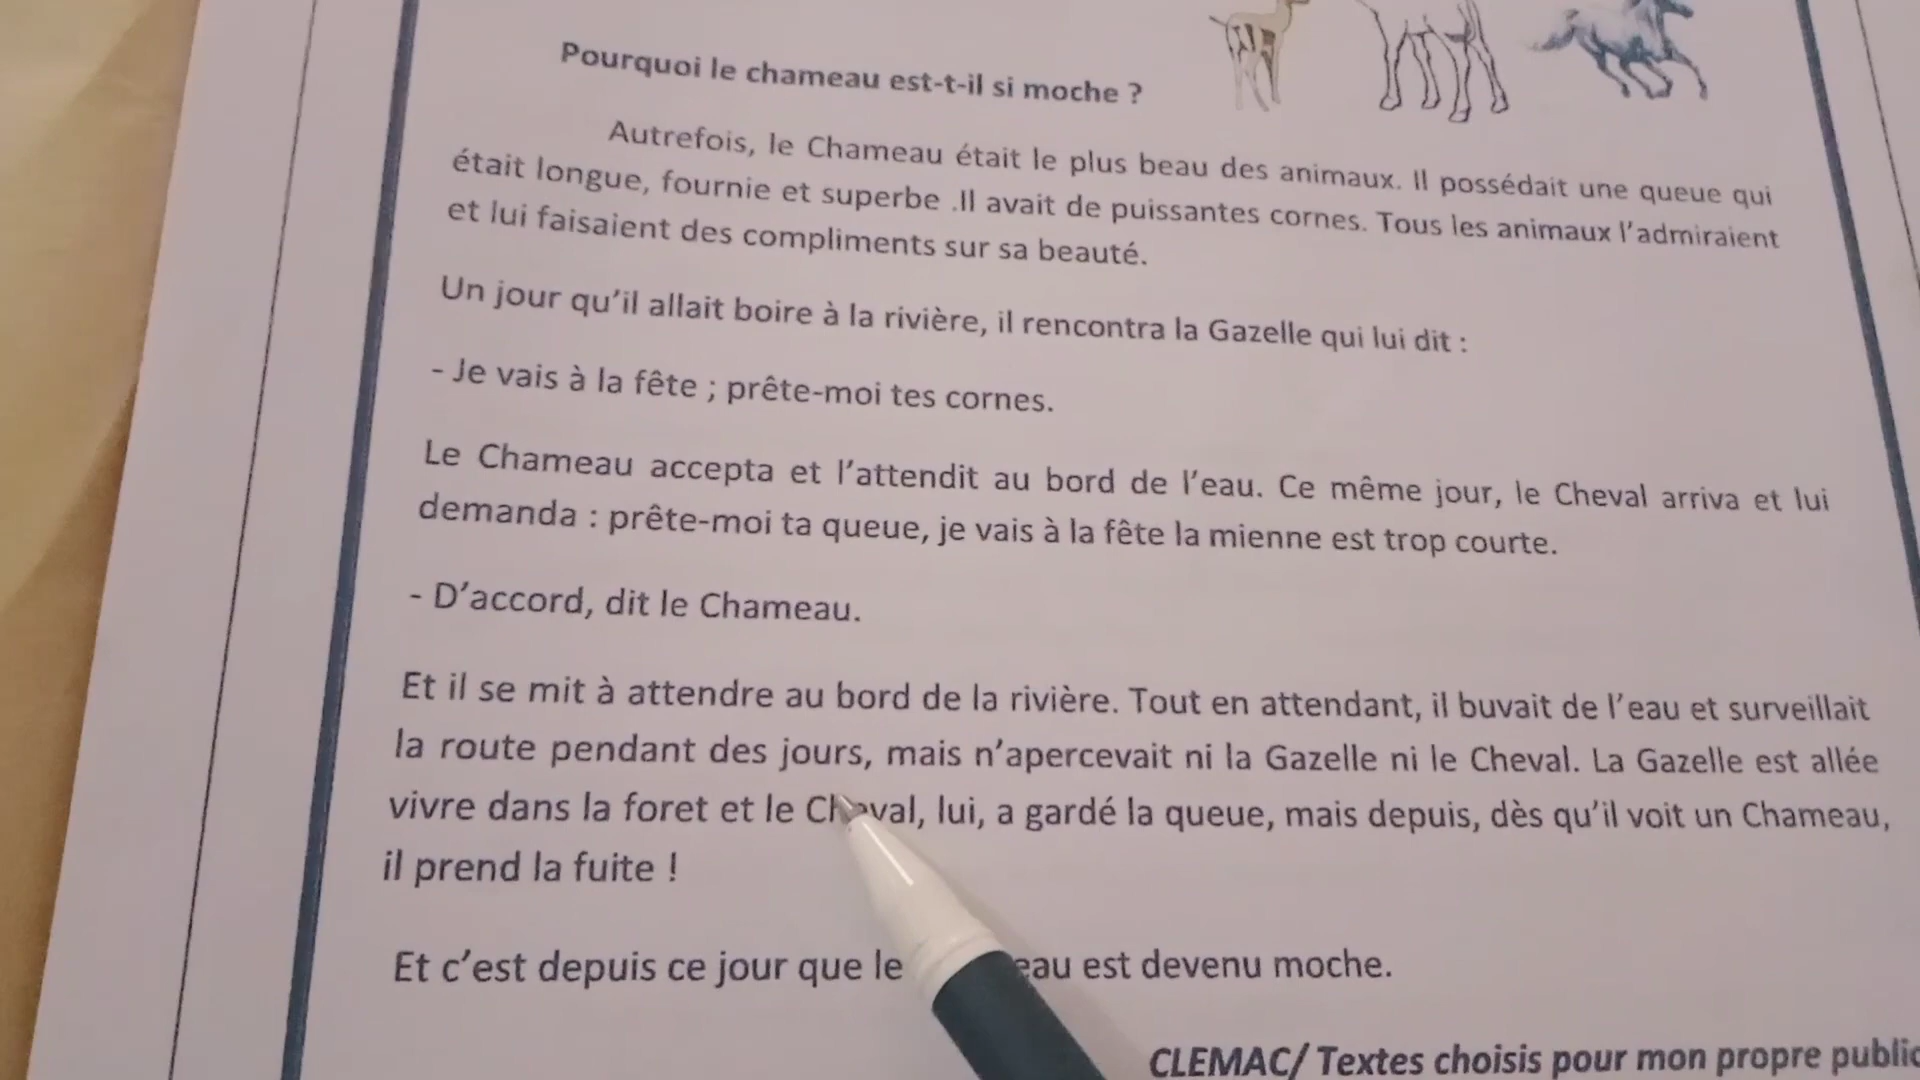 Pourquoi le chameau est-t-il si moche ?
Autrefois, le Chameau était le plus beau des animaux. Il possédait une queue qui
était longue, fournie et superbe .Il avait de puissantes cornes. Tous les animaux l’admiraient
et lui faisaient des compliments sur sa beauté.
Un jour qu’il allait boire à la rivière, il rencontra la Gazelle qui lui dit :
- Je vais à la fête ; prête-moi tes cornes.
Le Chameau accepta et l’attendit au bord de l’eau. Ce même jour, le Cheval arriva et lui
demanda : prête-moi ta queue, je vais à la fête la mienne est trop courte.
- D’accord, dit le Chameau.
Et il se mit à attendre au bord de la rivière. Tout en attendant, il buvait de l’eau et surveillait
la route pendant des jours, mais n’apercevait ni la Gazelle ni le Cheval. La Gazelle est allée
vivre dans la foret et le Cheval, lui, a gardé la queue, mais depuis, dès qu’il voit un Chameau,
il prend la fuite !
Et c’est depuis ce jour que le eau est devenu moche.
CLEMAC/ Textes choisis pour mon propre public